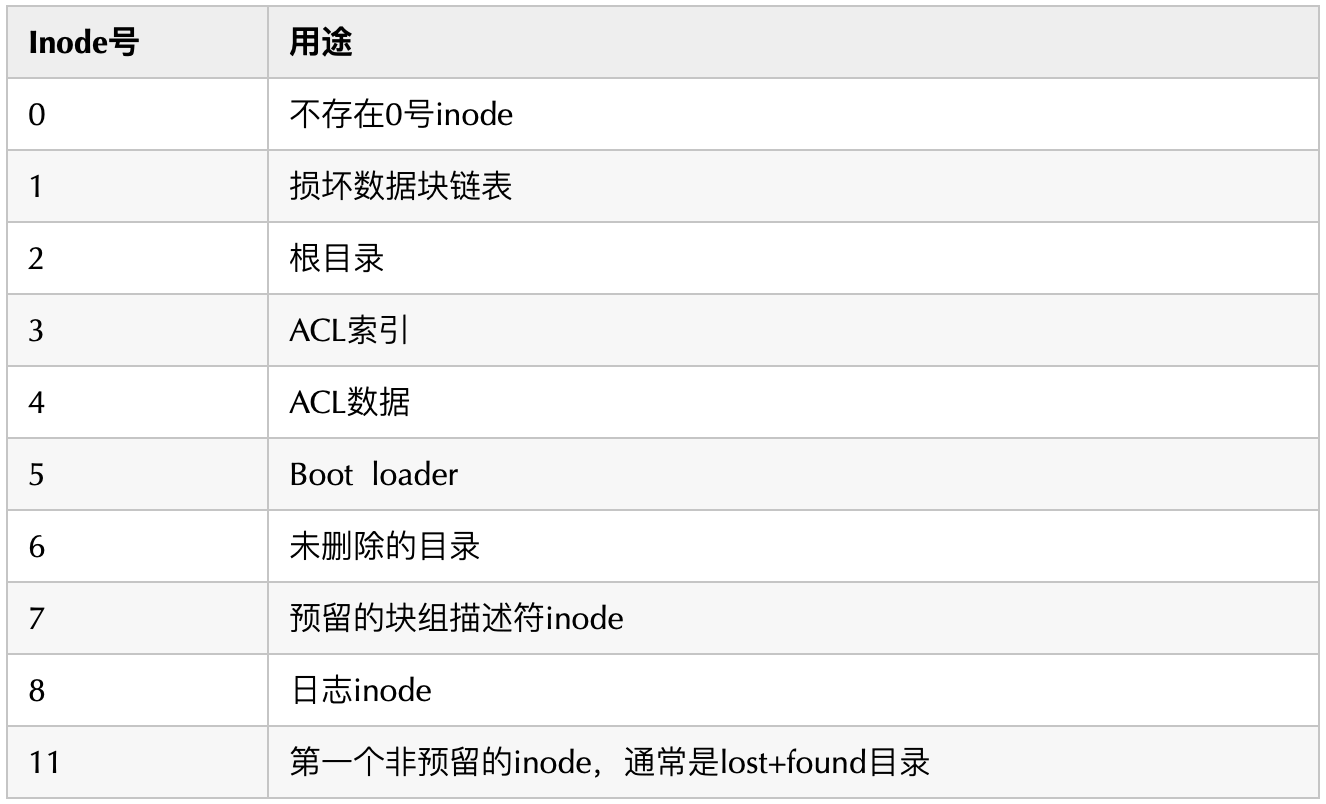 Inode号 用途
0 不存在0号inode
1 损坏数据块链表
2 根目录
3 ACL索引
4 ACL数据
5 Boot loader
6 未删除的目录
7 预留的块组描述符inode
8 日志inode
11 第一个非预留的inode，通常是lost+found目录